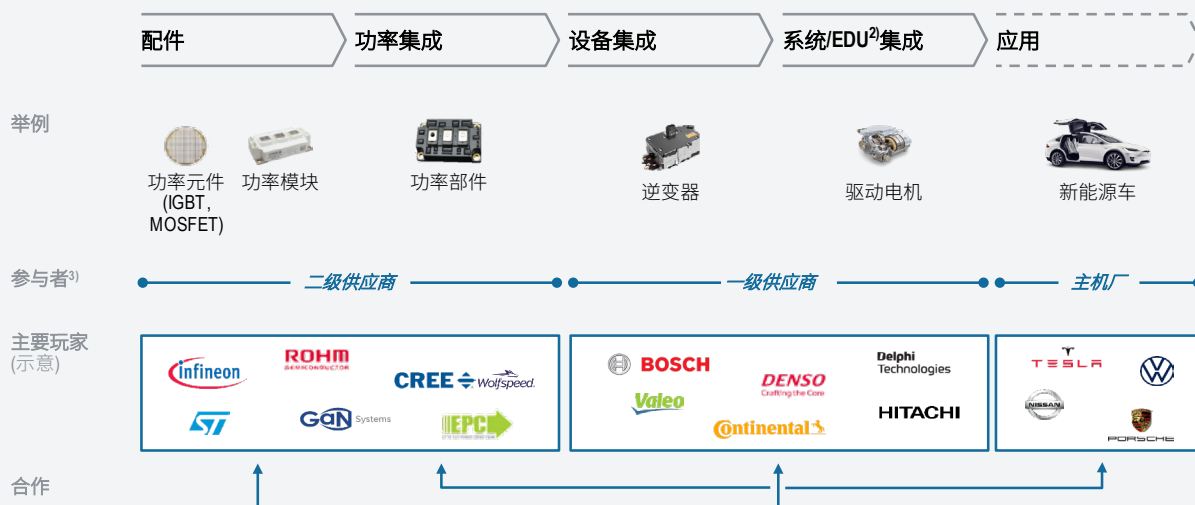 配件
功率集成
设备集成
系统/EDU2)集成
应用
举例
功率元件
(IGBT,
MOSFET)
功率模块
功率部件
逆变器
驱动电机
新能源车
参与者3)
二级供应商
一级供应商
主机厂
主要玩家
(示意)
infineon
ROHM
SEMICONDUCTOR
CREE Wolfspeed.
ST
GaN Systems
EPC
BOSCH
DENSO
Crafting the Core
Delphi
Technologies
Valeo
Continental
HITACHI
TESLA
NISSAN
PORSCHE
合作